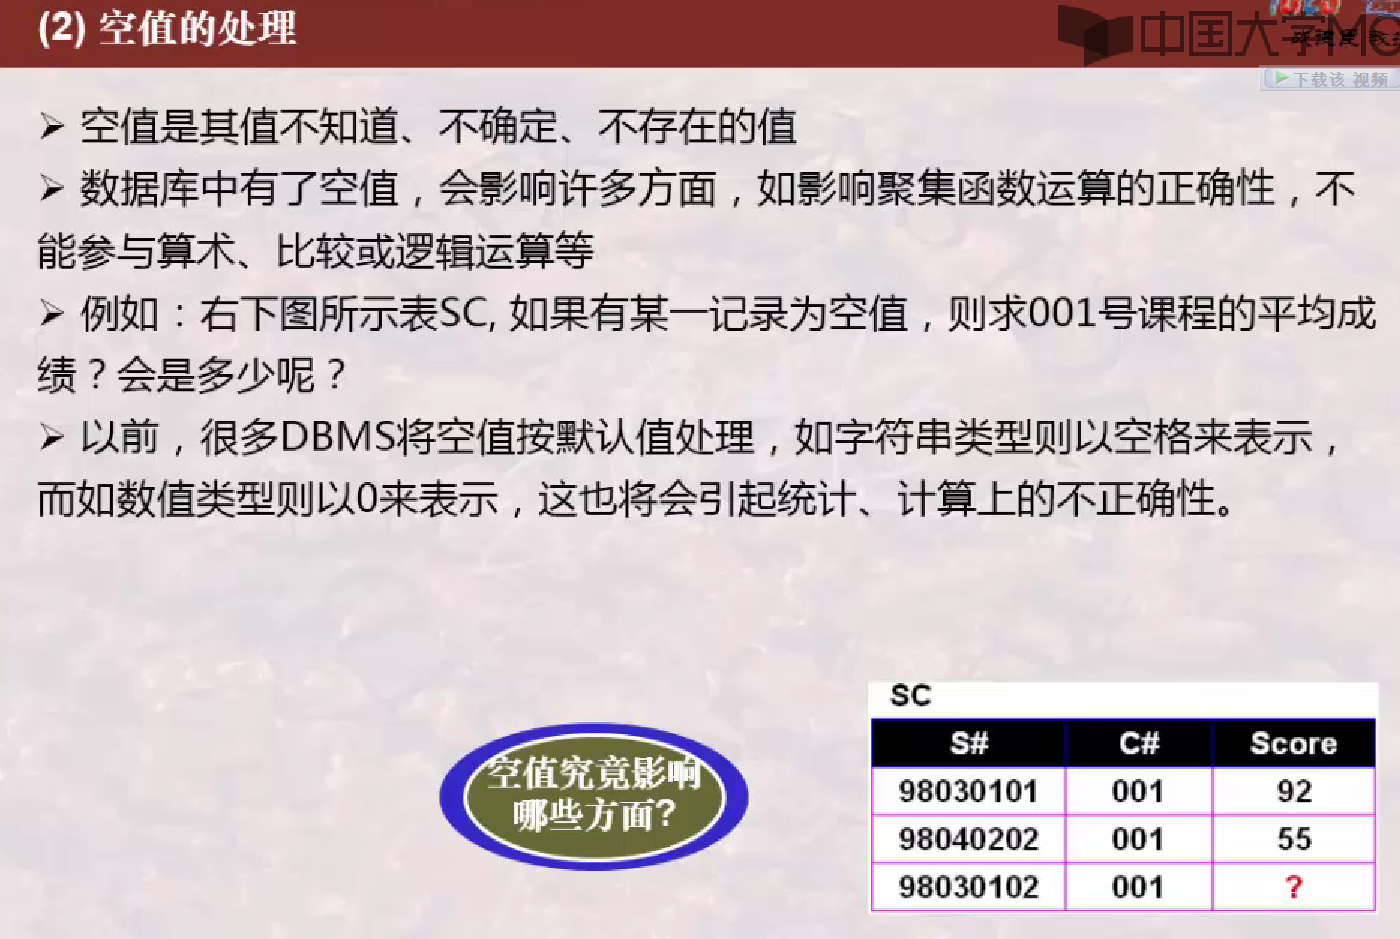 (2) 空值的处理
中国大学MO
下载该 视频
➢ 空值是其值不知道、不确定、不存在的值
➢ 数据库中有了空值，会影响许多方面，如影响聚集函数运算的正确性，不
能参与算术、比较或逻辑运算等
➢ 例如：右下图所示表SC, 如果有某一记录为空值，则求001号课程的平均成
绩？会是多少呢？
➢ 以前，很多DBMS将空值按默认值处理，如字符串类型则以空格来表示，
而如数值类型则以0来表示，这也将会引起统计、计算上的不正确性。
空值究竟影响
哪些方面?
SC
S# C# Score
98030101 001 92
98040202 001 55
98030102 001 ?